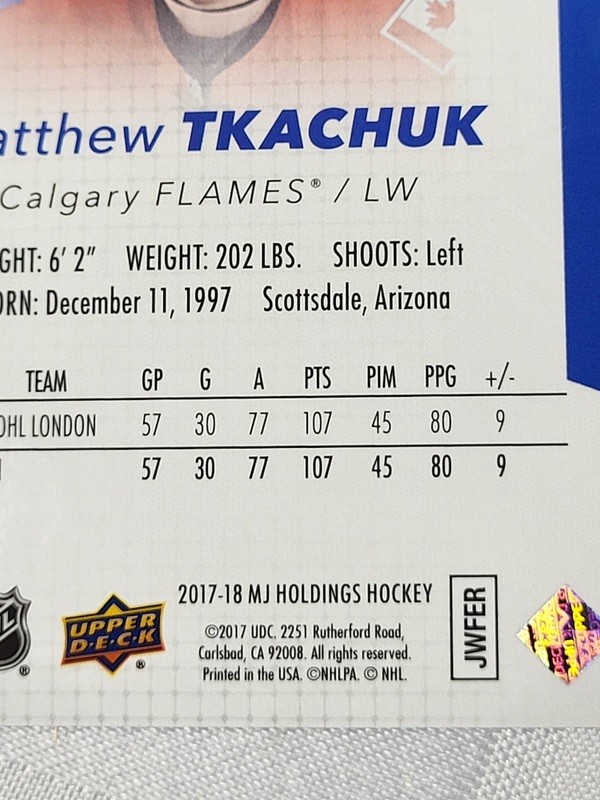 atthew TKACHUK
Calgary FLAMES® / LW
GHT: 6' 2" WEIGHT: 202 LBS. SHOOTS: Left
ORN: December 11, 1997 Scottsdale, Arizona
TEAM GP G A PTS PIM PPG +/-
OHL LONDON 57 30 77 107 45 80 9
57 30 77 107 45 80 9
2017-18 MJ HOLDINGS HOCKEY
©2017 UDC. 2251 Rutherford Road,
Carlsbad, CA 92008. All rights reserved.
Printed in the USA. ©NHLPA. © NHL.
UPPER
D·E·C·K
®
®
JWFER